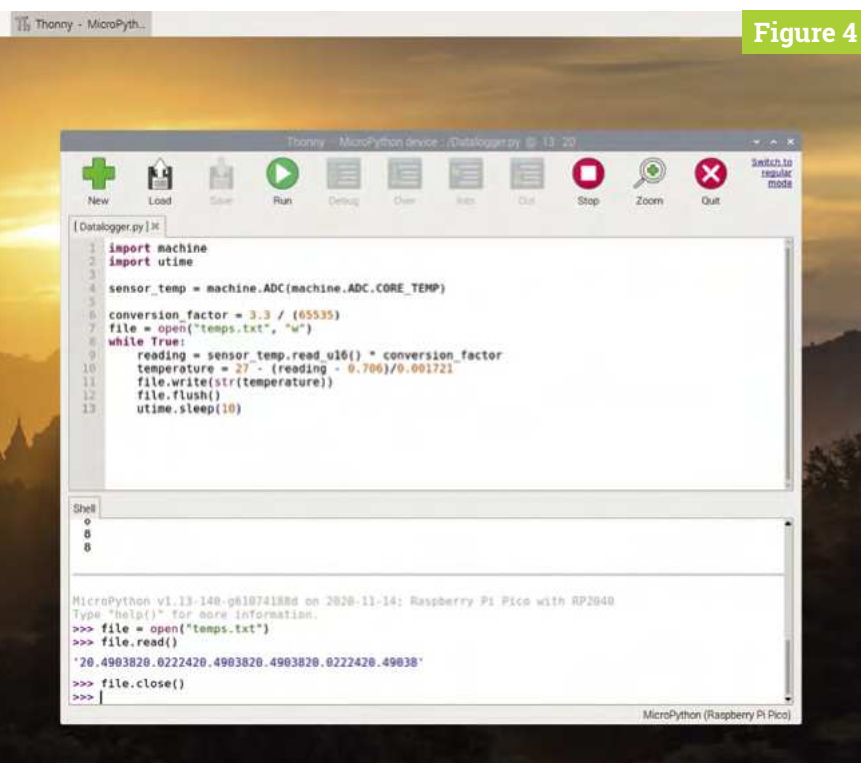 Thonny - MicroPyth...
Figure 4
Thonny - MicroPython device : /Datalogger.py @ 13 : 20
New Load Save Run Debug Over Into Out Stop Zoom Quit
Switch to
regular
mode
[ Datalogger.py ] ×
1 import machine
2 import utime
3
4 sensor_temp = machine.ADC(machine.ADC.CORE_TEMP)
5
6 conversion_factor = 3.3 / (65535)
7 file = open("temps.txt", "w")
8 while True:
9     reading = sensor_temp.read_u16() * conversion_factor
10     temperature = 27 - (reading - 0.706)/0.001721
11     file.write(str(temperature))
12     file.flush()
13     utime.sleep(10)
Shell
8
8
MicroPython v1.13-140-g61074188d on 2020-11-14; Raspberry Pi Pico with RP2040
Type "help()" for more information.
>>> file = open("temps.txt")
>>> file.read()
'20.4903820.0222420.4903820.4903820.0222420.49038'
>>> file.close()
>>>
MicroPython (Raspberry Pi Pico)